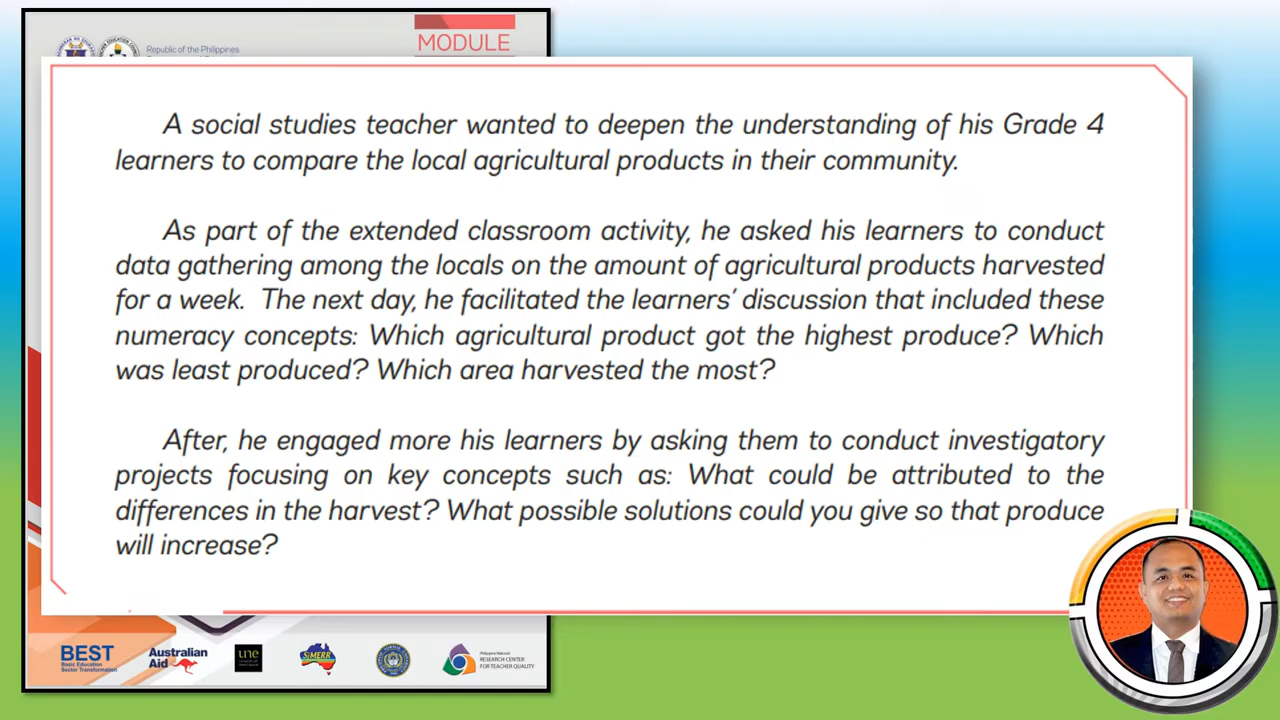 Republic of the Philippines
MODULE
A social studies teacher wanted to deepen the understanding of his Grade 4
learners to compare the local agricultural products in their community.
As part of the extended classroom activity, he asked his learners to conduct
data gathering among the locals on the amount of agricultural products harvested
for a week. The next day, he facilitated the learners' discussion that included these
numeracy concepts: Which agricultural product got the highest produce? Which
was least produced? Which area harvested the most?
After, he engaged more his learners by asking them to conduct investigatory
projects focusing on key concepts such as: What could be attributed to the
differences in the harvest? What possible solutions could you give so that produce
will increase?
BEST
Basic Education
Sector Transformation
Australian
Aid
une
SiMERR
Philippine National
RESEARCH CENTER
FOR TEACHER QUALITY